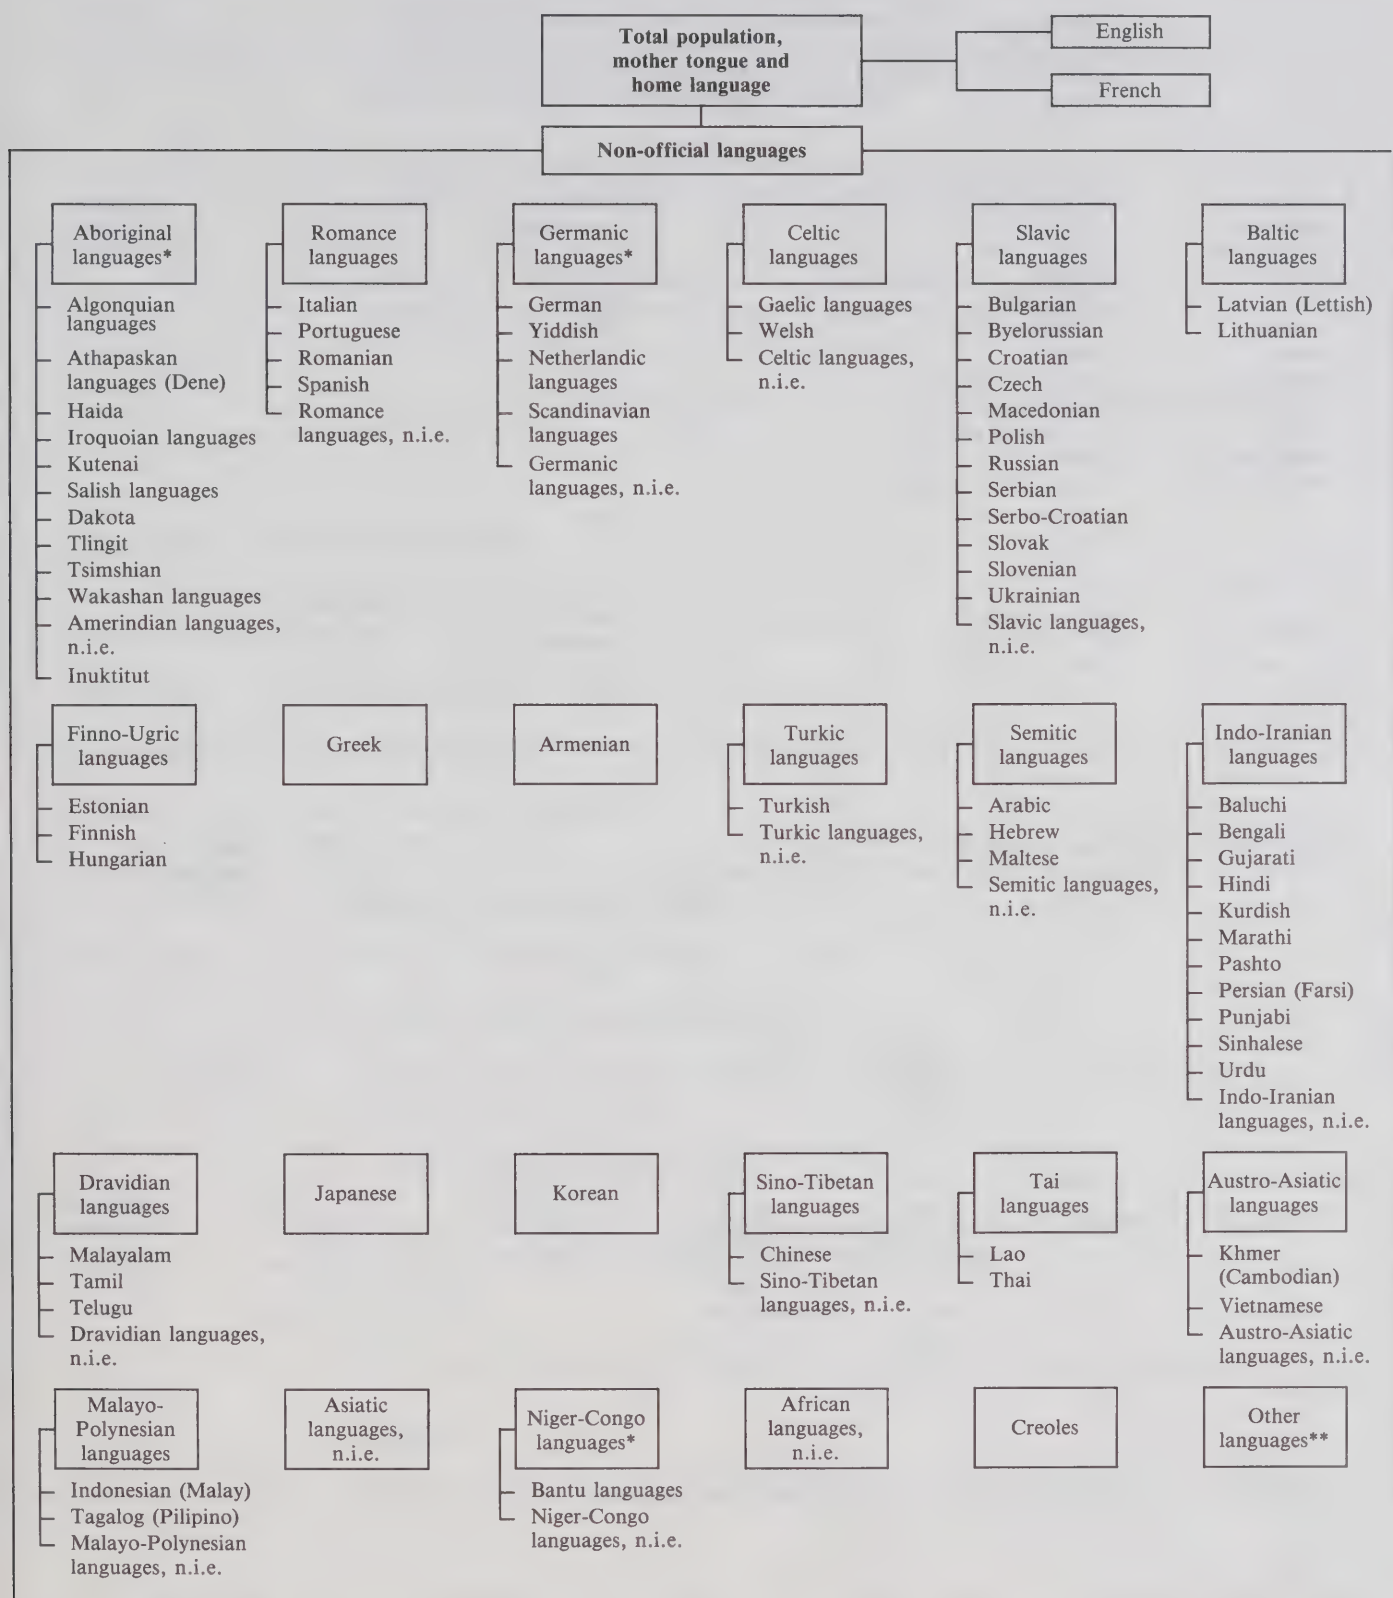 Total population,
mother tongue and
home language
English
French
Non-official languages
Aboriginal
languages*
Algonquian
languages
Athapaskan
languages (Dene)
Haida
Iroquoian languages
Kutenai
Salish languages
Dakota
Tlingit
Tsimshian
Wakashan languages
Amerindian languages,
n.i.e.
Inuktitut
Romance
languages
Italian
Portuguese
Romanian
Spanish
Romance
languages, n.i.e.
Germanic
languages*
German
Yiddish
Netherlandic
languages
Scandinavian
languages
Germanic
languages, n.i.e.
Celtic
languages
Gaelic languages
Welsh
Celtic languages,
n.i.e.
Slavic
languages
Bulgarian
Byelorussian
Croatian
Czech
Macedonian
Polish
Russian
Serbian
Serbo-Croatian
Slovak
Slovenian
Ukrainian
Slavic languages,
n.i.e.
Baltic
languages
Latvian (Lettish)
Lithuanian
Finno-Ugric
languages
Estonian
Finnish
Hungarian
Greek
Armenian
Turkic
languages
Turkish
Turkic languages,
n.i.e.
Semitic
languages
Arabic
Hebrew
Maltese
Semitic languages,
n.i.e.
Indo-Iranian
languages
Baluchi
Bengali
Gujarati
Hindi
Kurdish
Marathi
Pashto
Persian (Farsi)
Punjabi
Sinhalese
Urdu
Indo-Iranian
languages, n.i.e.
Dravidian
languages
Malayalam
Tamil
Telugu
Dravidian languages,
n.i.e.
Japanese
Korean
Sino-Tibetan
languages
Chinese
Sino-Tibetan
languages, n.i.e.
Tai
languages
Lao
Thai
Austro-Asiatic
languages
Khmer
(Cambodian)
Vietnamese
Austro-Asiatic
languages, n.i.e.
Malayo-
Polynesian
languages
Indonesian (Malay)
Tagalog (Pilipino)
Malayo-Polynesian
languages, n.i.e.
Asiatic
languages,
n.i.e.
Niger-Congo
languages*
Bantu languages
Niger-Congo
languages, n.i.e.
African
languages,
n.i.e.
Creoles
Other
languages**